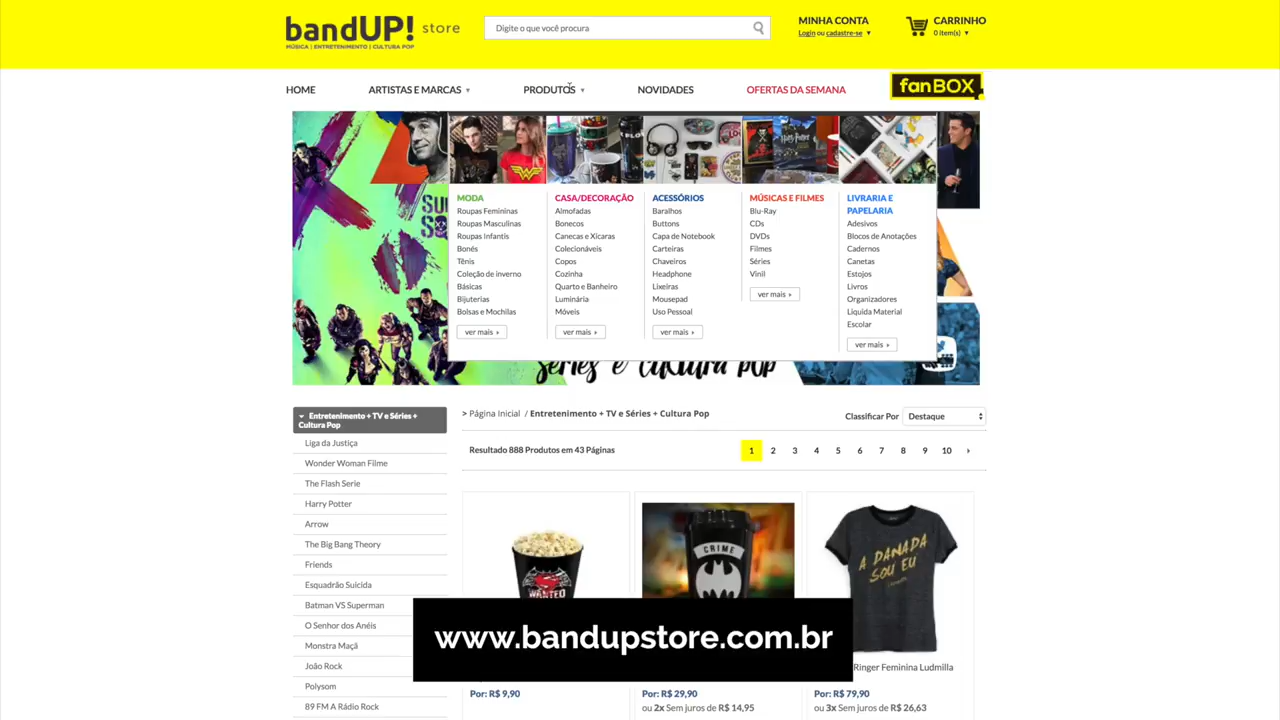 bandUP! store
MÚSICA | ENTRETENIMENTO | CULTURA POP
Digite o que você procura
MINHA CONTA
Login ou cadastre-se ▼
CARRINHO
0 item(s) ▼
HOME
ARTISTAS E MARCAS ▼
PRODUTOS ▼
NOVIDADES
OFERTAS DA SEMANA
fanBOX
MODA
Roupas Femininas
Roupas Masculinas
Roupas Infantis
Bonés
Tênis
Coleção de inverno
Básicas
Bijuterias
Bolsas e Mochilas
ver mais
CASA/DECORAÇÃO
Almofadas
Bonecos
Canecas e Xicaras
Colecionáveis
Copos
Cozinha
Quarto e Banheiro
Luminária
Móveis
ver mais
ACESSÓRIOS
Baralhos
Buttons
Capa de Notebook
Carteiras
Chaveiros
Headphone
Lixeiras
Mousepad
Uso Pessoal
ver mais
MÚSICAS E FILMES
Blu-Ray
CDs
DVDs
Filmes
Séries
Vinil
ver mais
LIVRARIA E
PAPELARIA
Adesivos
Blocos de Anotações
Cadernos
Canetas
Estojos
Livros
Organizadores
Liquida Material
Escolar
ver mais
séries e cultura pop
Entretenimento + TV e Séries +
Cultura Pop
Liga da Justiça
Wonder Woman Filme
The Flash Serie
Harry Potter
Arrow
The Big Bang Theory
Friends
Esquadrão Suicida
Batman VS Superman
O Senhor dos Anéis
Monstra Maçã
João Rock
Polysom
89 FM A Rádio Rock
> Página Inicial / Entretenimento + TV e Séries + Cultura Pop
Classificar Por
Destaque
Resultado 888 Produtos em 43 Páginas
1 2 3 4 5 6 7 8 9 10
WANTED
CRIME
A DANADA
SOU EU
www.bandupstore.com.br
Ringer Feminina Ludmilla
Por: R$ 9,90
Por: R$ 29,90
ou 2x Sem juros de R$ 14,95
Por: R$ 79,90
ou 3x Sem juros de R$ 26,63